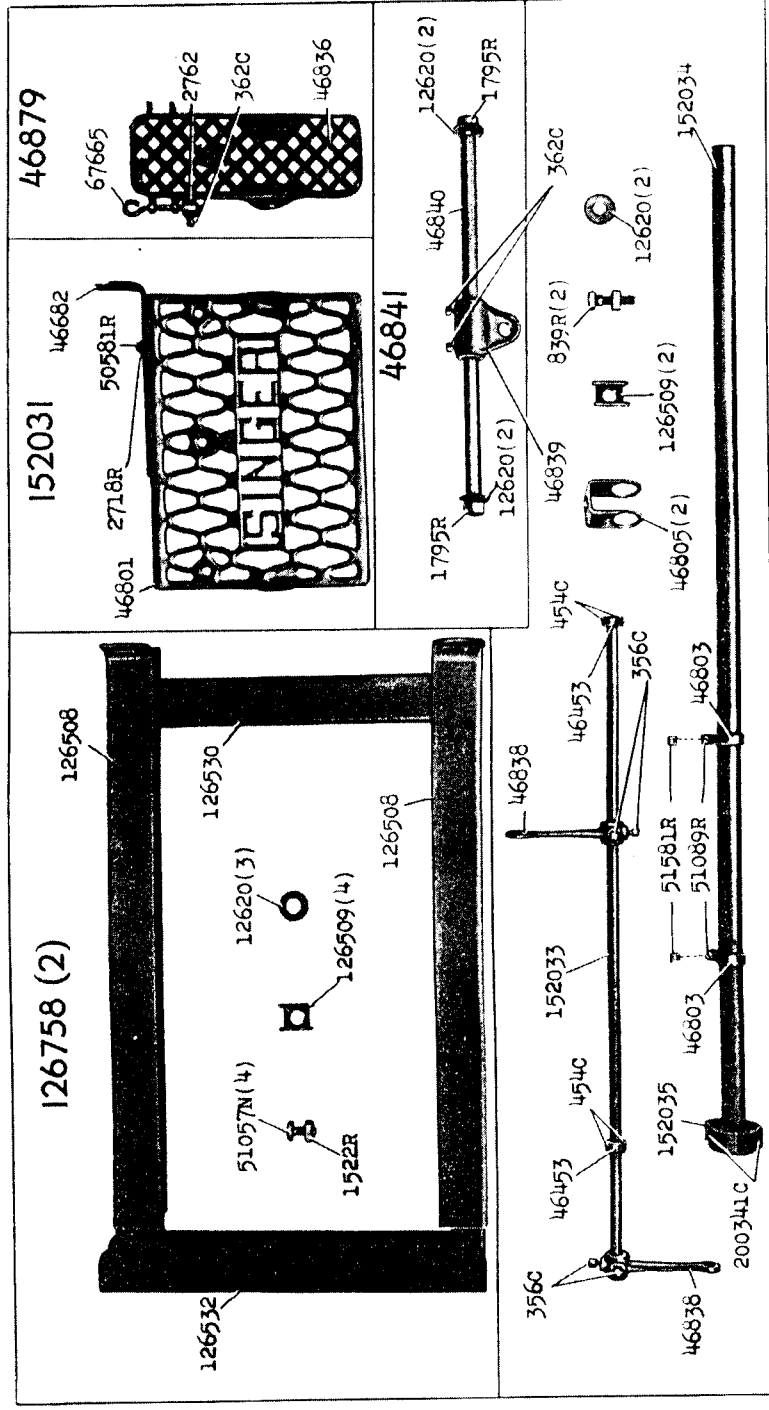 126758 (2)
126508
126530
126508
12620(3)
126509(4)
51057N(4)
1522R
126532
152031
46682
50581R
2718R
46801
SINGER
46879
67665
2762
362C
46836
46841
12620(2)
1795R
46840
362C
46839
12620(2)
1795R
454C
46453
356C
46838
152033
454C
46453
356C
46838
46805(2)
126509(2)
839R(2)
12620(2)
152034
46803
51581R
51089R
46803
152035
200341C